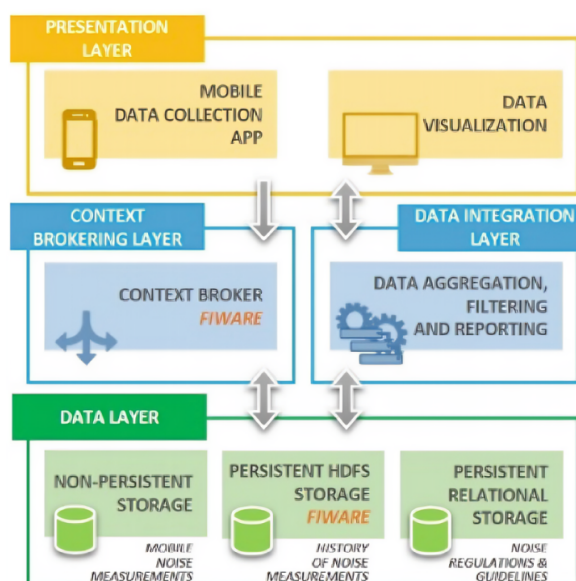 PRESENTATION
LAYER
MOBILE
DATA COLLECTION
APP
DATA
VISUALIZATION
CONTEXT
BROKERING LAYER
DATA INTEGRATION
LAYER
CONTEXT BROKER
FIWARE
DATA AGGREGATION,
FILTERING
AND REPORTING
DATA LAYER
NON-PERSISTENT
STORAGE
MOBILE
NOISE
MEASUREMENTS
PERSISTENT HDFS
STORAGE
FIWARE
HISTORY
OF NOISE
MEASUREMENTS
PERSISTENT
RELATIONAL
STORAGE
NOISE
REGULATIONS &
GUIDELINES